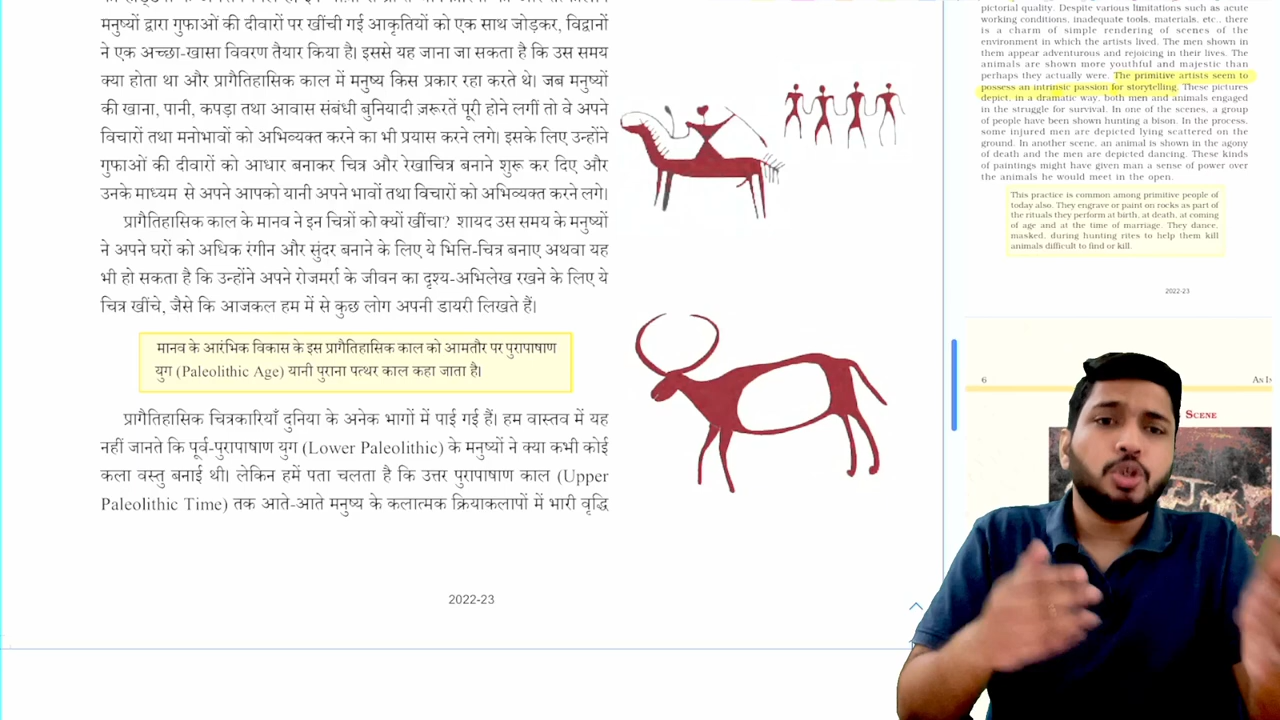 मनुष्यों द्वारा गुफाओं की दीवारों पर खींची गई आकृतियों को एक साथ जोड़कर, विद्वानों
ने एक अच्छा-खासा विवरण तैयार किया है। इससे यह जाना जा सकता है कि उस समय
क्या होता था और प्रागैतिहासिक काल में मनुष्य किस प्रकार रहा करते थे। जब मनुष्यों
की खाना, पानी, कपड़ा तथा आवास संबंधी बुनियादी ज़रूरतें पूरी होने लगीं तो वे अपने
विचारों तथा मनोभावों को अभिव्यक्त करने का भी प्रयास करने लगे। इसके लिए उन्होंने
गुफाओं की दीवारों को आधार बनाकर चित्र और रेखाचित्र बनाने शुरू कर दिए और
उनके माध्यम से अपने आपको यानी अपने भावों तथा विचारों को अभिव्यक्त करने लगे।
प्रागैतिहासिक काल के मानव ने इन चित्रों को क्यों खींचा? शायद उस समय के मनुष्यों
ने अपने घरों को अधिक रंगीन और सुंदर बनाने के लिए ये भित्ति-चित्र बनाए अथवा यह
भी हो सकता है कि उन्होंने अपने रोजमर्रा के जीवन का दृश्य-अभिलेख रखने के लिए ये
चित्र खींचे, जैसे कि आजकल हम में से कुछ लोग अपनी डायरी लिखते हैं।
मानव के आरंभिक विकास के इस प्रागैतिहासिक काल को आमतौर पर पुरापाषाण
युग (Paleolithic Age) यानी पुराना पत्थर काल कहा जाता है।
प्रागैतिहासिक चित्रकारियाँ दुनिया के अनेक भागों में पाई गई हैं। हम वास्तव में यह
नहीं जानते कि पूर्व-पुरापाषाण युग (Lower Paleolithic) के मनुष्यों ने क्या कभी कोई
कला वस्तु बनाई थी। लेकिन हमें पता चलता है कि उत्तर पुरापाषाण काल (Upper
Paleolithic Time) तक आते-आते मनुष्य के कलात्मक क्रियाकलापों में भारी वृद्धि
2022-23
pictorial quality. Despite various limitations such as acute
working conditions, inadequate tools, materials, etc., there
is a charm of simple rendering of scenes of the
environment in which the artists lived. The men shown in
them appear adventurous and rejoicing in their lives. The
animals are shown more youthful and majestic than
perhaps they actually were. The primitive artists seem to
possess an intrinsic passion for storytelling. These pictures
depict, in a dramatic way, both men and animals engaged
in the struggle for survival. In one of the scenes, a group
of people have been shown hunting a bison. In the process,
some injured men are depicted lying scattered on the
ground. In another scene, an animal is shown in the agony
of death and the men are depicted dancing. These kinds
of paintings might have given man a sense of power over
the animals he would meet in the open.
This practice is common among primitive people of
today also. They engrave or paint on rocks as part of
the rituals they perform at birth, at death, at coming
of age and at the time of marriage. They dance,
masked, during hunting rites to help them kill
animals difficult to find or kill.
2022-23
6
Scene